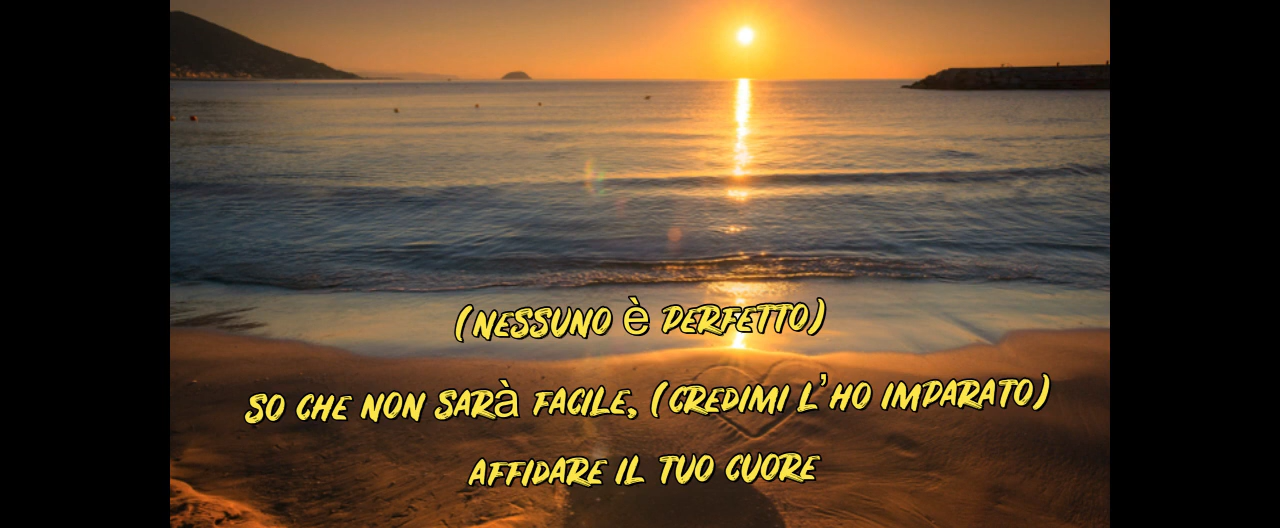 (NESSUNO è PERFETTO)
SO CHE NON SARà FACILE, (CREDIMI L'HO IMPARATO)
AFFIDARE IL TUO CUORE